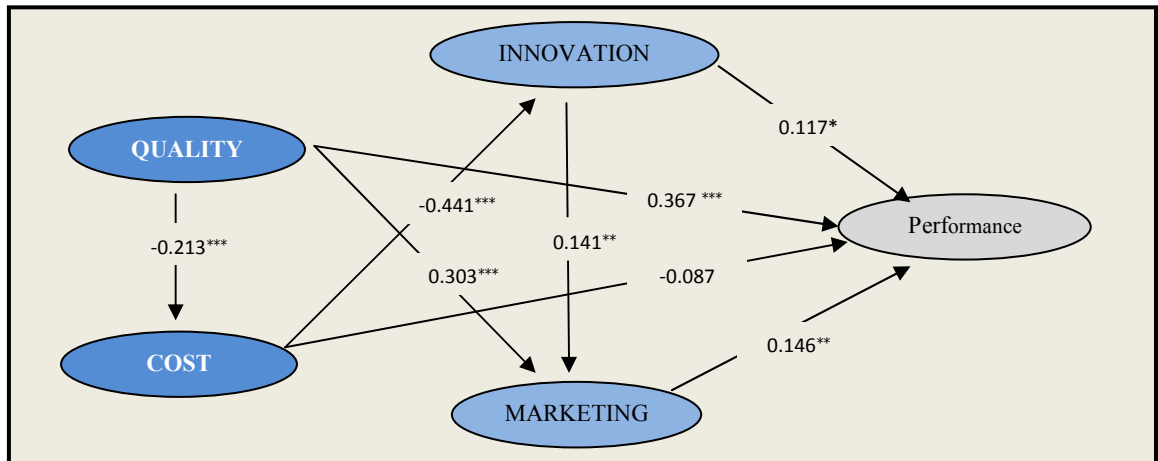 INNOVATION
0.117*
QUALITY
-0.441***
0.367 ***
Performance
-0.213***
0.141**
0.303***
-0.087
COST
0.146**
MARKETING